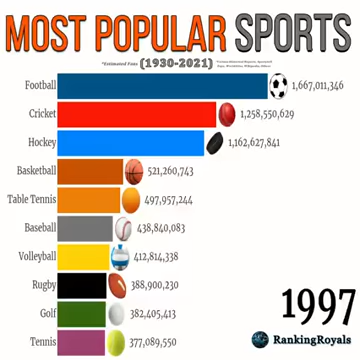 MOST POPULAR SPORTS
*Estimated Fans (1930-2021)
Football 1,667,011,346
Cricket 1,258,550,629
Hockey 1,162,627,841
Basketball 521,260,743
Table Tennis 497,957,244
Baseball 438,840,083
Volleyball 412,814,338
Rugby 388,900,230
Golf 382,405,413
Tennis 377,089,550
1997
RankingRoyals